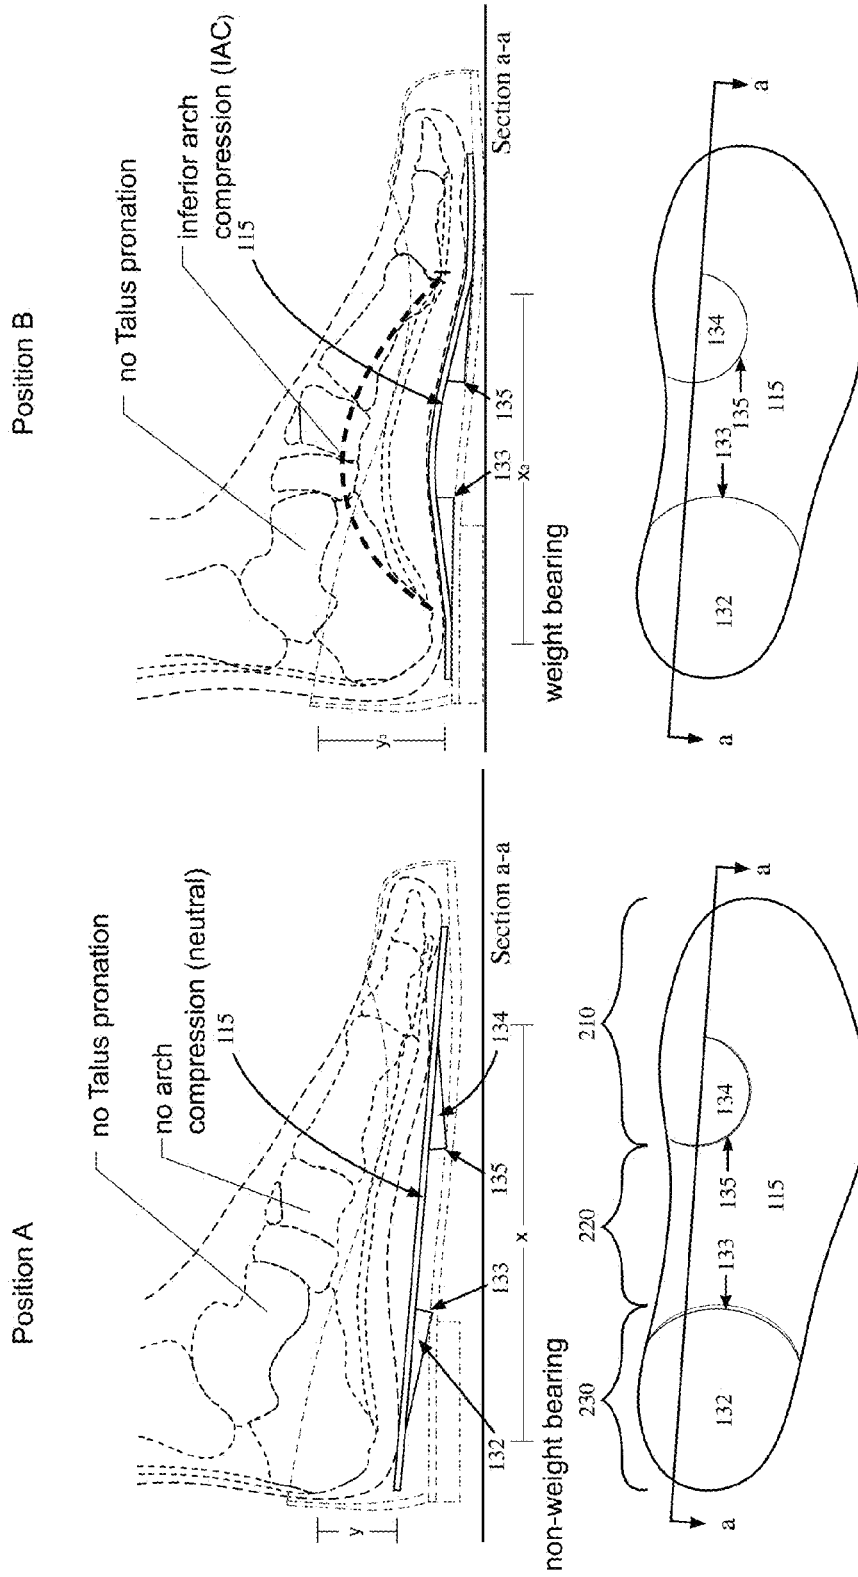 Position A
no Talus pronation
no arch
compression (neutral)
115
y
134
Section a-a
135
x
133
132
non-weight bearing
230
220
210
132
133
135
134
115
a
a
Position B
no Talus pronation
inferior arch
compression (IAC)
115
Section a-a
135
133
weight bearing
132
133
135
134
115
a
a